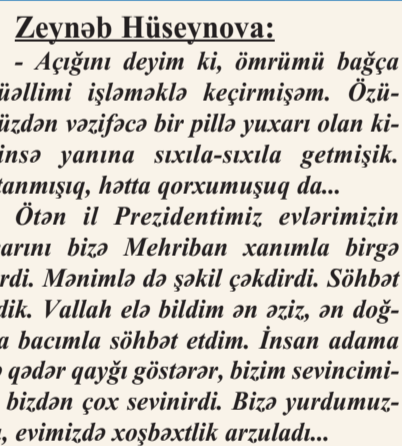 Zeynəb Hüseynova:
- Açığını deyim ki, ömrümü bağça
üəllimi işləməklə keçirmişəm. Özü-
üzdən vəzifəcə bir pillə yuxarı olan ki-
insə yanına sıxıla-sıxıla getmişik.
tanmışıq, hətta qorxumuşuq da...
Ötən il Prezidentimiz evlərimizin
arını bizə Mehriban xanımla birgə
rdi. Mənimlə də şəkil çəkdirdi. Söhbət
dik. Vallah elə bildim ən əziz, ən doğ-
a bacımla söhbət etdim. İnsan adama
qədər qayğı göstərər, bizim sevincimi-
bizdən çox sevinirdi. Bizə yurdumuz-
, evimizdə xoşbəxtlik arzuladı...